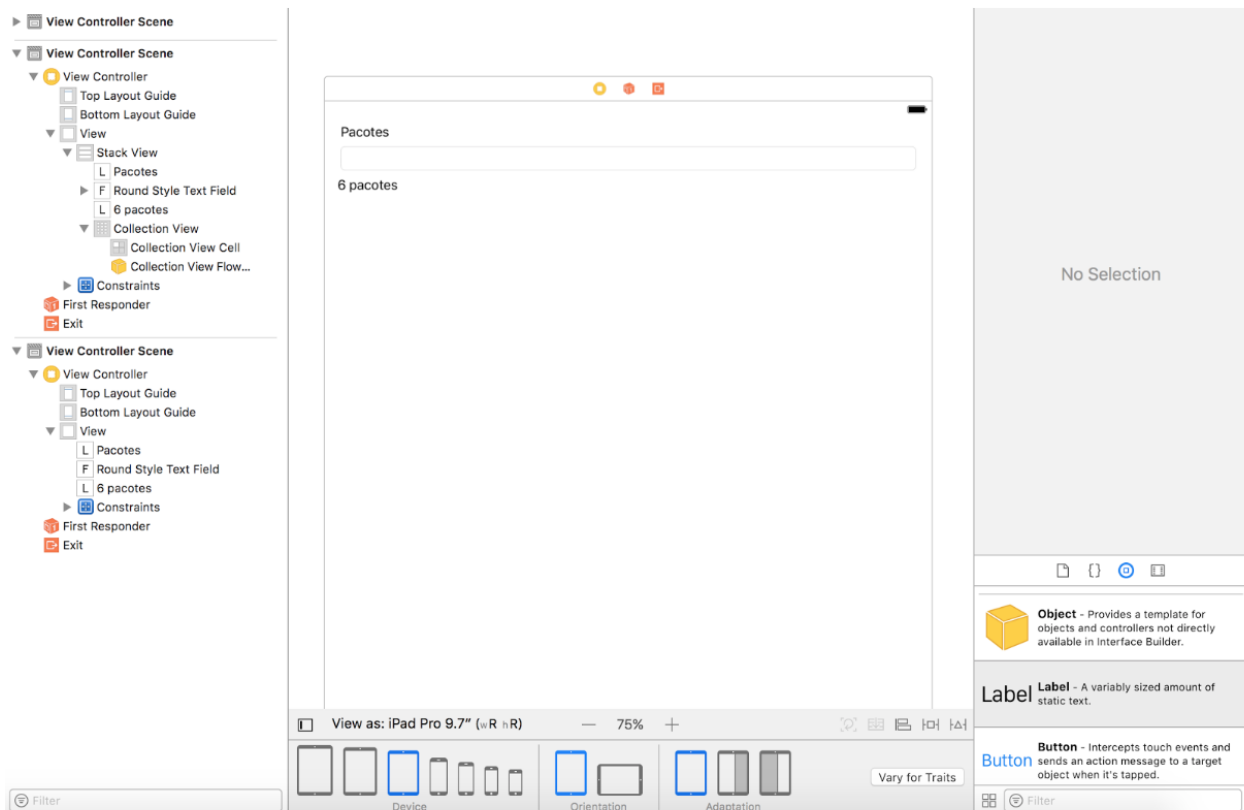 View Controller Scene
View Controller Scene
View Controller
Top Layout Guide
Bottom Layout Guide
View
Stack View
L Pacotes
F Round Style Text Field
L 6 pacotes
Collection View
Collection View Cell
Collection View Flow...
Constraints
First Responder
Exit
View Controller Scene
View Controller
Top Layout Guide
Bottom Layout Guide
View
L Pacotes
F Round Style Text Field
L 6 pacotes
Constraints
First Responder
Exit
Filter
Pacotes
6 pacotes
View as: iPad Pro 9.7" (wR hR)
75%
Device
Orientation
Adaptation
Vary for Traits
No Selection
{}
Object - Provides a template for
objects and controllers not directly
available in Interface Builder.
Label
Label - A variably sized amount of
static text.
Button
Button - Intercepts touch events and
sends an action message to a target
object when it's tapped.
Filter